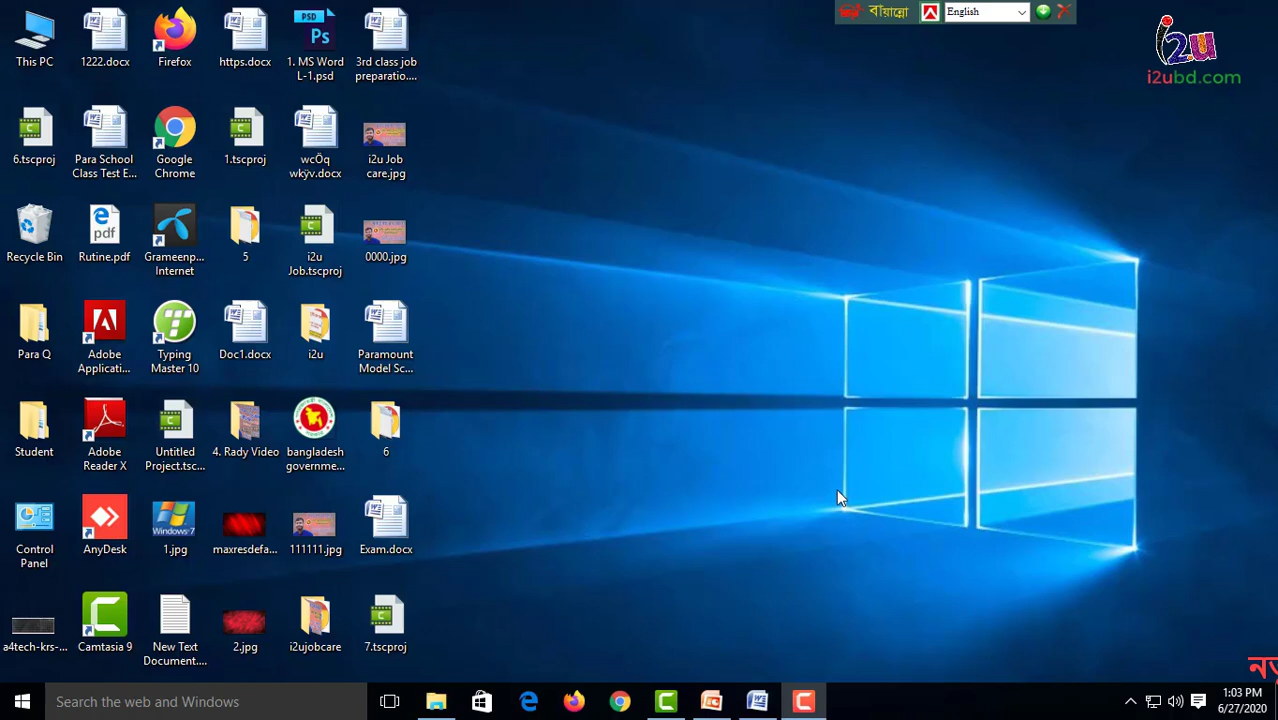 This PC
1222.docx
Firefox
https.docx
1. MS Word
L-1.psd
3rd class job
preparation....
PSD
Ps
বায়ান্নো
English
i2u
i2ubd.com
6.tscproj
Para School
Class Test E...
Google
Chrome
1.tscproj
wcÖq
wkÿv.docx
i2u Job
care.jpg
Recycle Bin
pdf
Rutine.pdf
Grameenp...
Internet
5
i2u
Job.tscproj
0000.jpg
Para Q
Adobe
Applicati...
Typing
Master 10
Doc1.docx
i2u
Paramount
Model Sc...
Student
Adobe
Reader X
Untitled
Project.tsc...
4. Rady Video
bangladesh
governme...
6
Control
Panel
AnyDesk
Windows 7
1.jpg
maxresdefa...
111111.jpg
Exam.docx
a4tech-krs-...
Camtasia 9
New Text
Document....
2.jpg
i2ujobcare
7.tscproj
Search the web and Windows
1:03 PM
6/27/2020